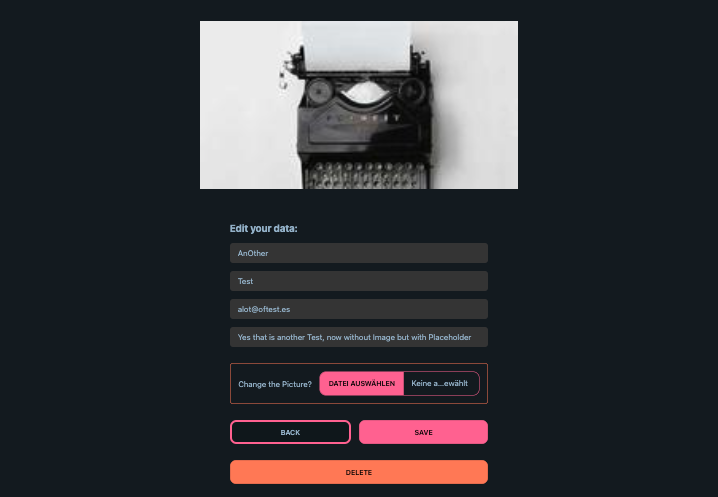 Edit your data:
AnOther
Test
alot@oftest.es
Yes that is another Test, now without Image but with Placeholder
Change the Picture? DATEI AUSWÄHLEN Keine a...ewählt
BACK SAVE
DELETE